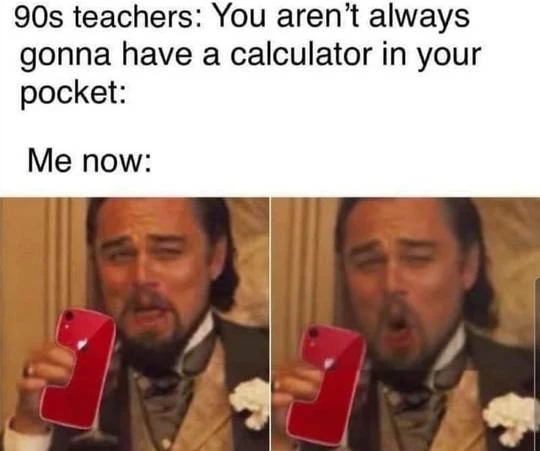 90s teachers: You aren’t always
gonna have a calculator in your
pocket:
Me now: